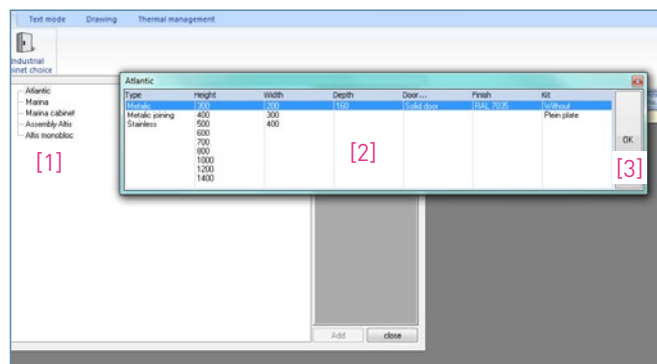 Text mode Drawing Thermal management
ndustrial
inet choice
Atlantic
Marina
Marina cabinet
Assembly Altis
Altis monobloc
[1]
Atlantic
Type Height Width Depth Door... Finish Kit
Metalic 300 200 160 Solid door RAL 7035 Without
Metalic joining 400 300 Plein plate
Stainless 500 400
600
700
800
1000
1200
1400
[2]
OK
[3]
Add close